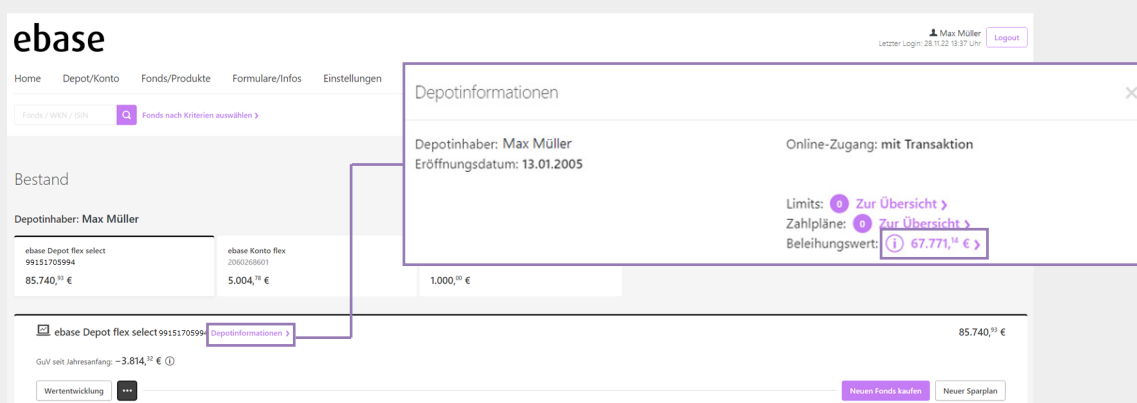 ebase
Max Müller
Letzter Login: 28.11.22 13:37 Uhr
Logout
Home Depot/Konto Fonds/Produkte Formulare/Infos Einstellungen
Fonds / WKN / ISIN
Fonds nach Kriterien auswählen >
Depotinformationen
Depotinhaber: Max Müller
Eröffnungsdatum: 13.01.2005
Online-Zugang: mit Transaktion
Limits: 0 Zur Übersicht >
Zahlpläne: 0 Zur Übersicht >
Beleihungswert: i 67.771,14 € >
Bestand
Depotinhaber: Max Müller
ebase Depot flex select
99151705994
85.740,93 €
ebase Konto flex
2060268601
5.004,78 €
1.000,00 €
ebase Depot flex select 99151705994 Depotinformationen >
85.740,93 €
GuV seit Jahresanfang: −3.814,32 € i
Wertentwicklung ...
Neuen Fonds kaufen Neuer Sparplan